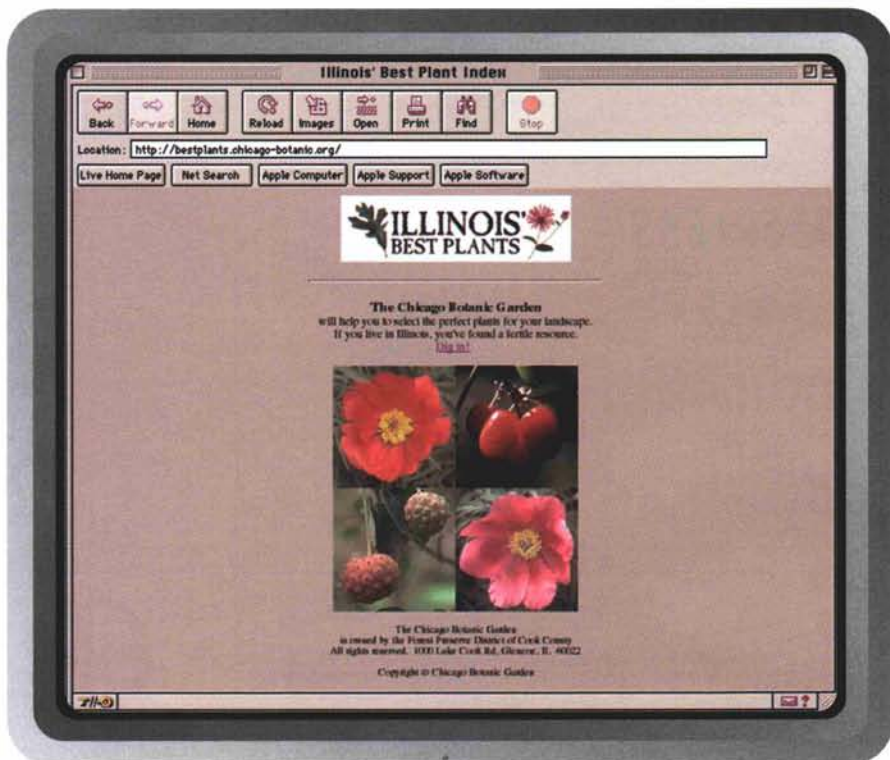 Illinois' Best Plant Index
Back Forward Home Reload Images Open Print Find Stop
Location: http://bestplants.chicago-botanic.org/
Live Home Page Net Search Apple Computer Apple Support Apple Software
ILLINOIS'
BEST PLANTS
The Chicago Botanic Garden
will help you to select the perfect plants for your landscape.
If you live in Illinois, you've found a fertile resource.
Dig in!
The Chicago Botanic Garden
is owned by the Forest Preserve District of Cook County
All rights reserved. 1000 Lake Cook Rd, Glencoe, IL 60022
Copyright © Chicago Botanic Garden
?